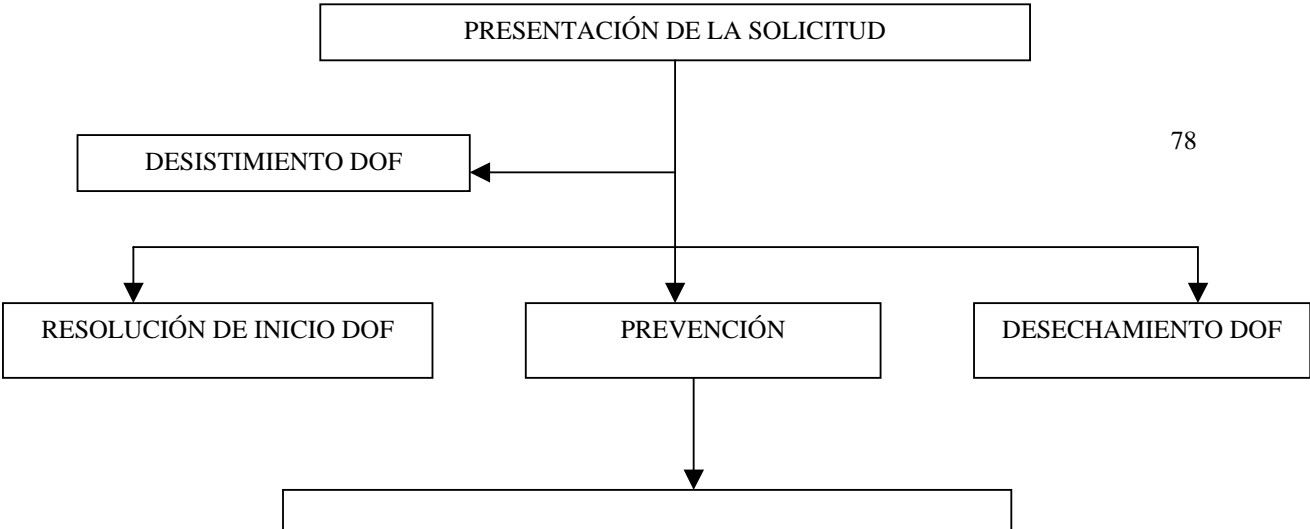 PRESENTACIÓN DE LA SOLICITUD
78
DESISTIMIENTO DOF
RESOLUCIÓN DE INICIO DOF
PREVENCIÓN
DESECHAMIENTO DOF